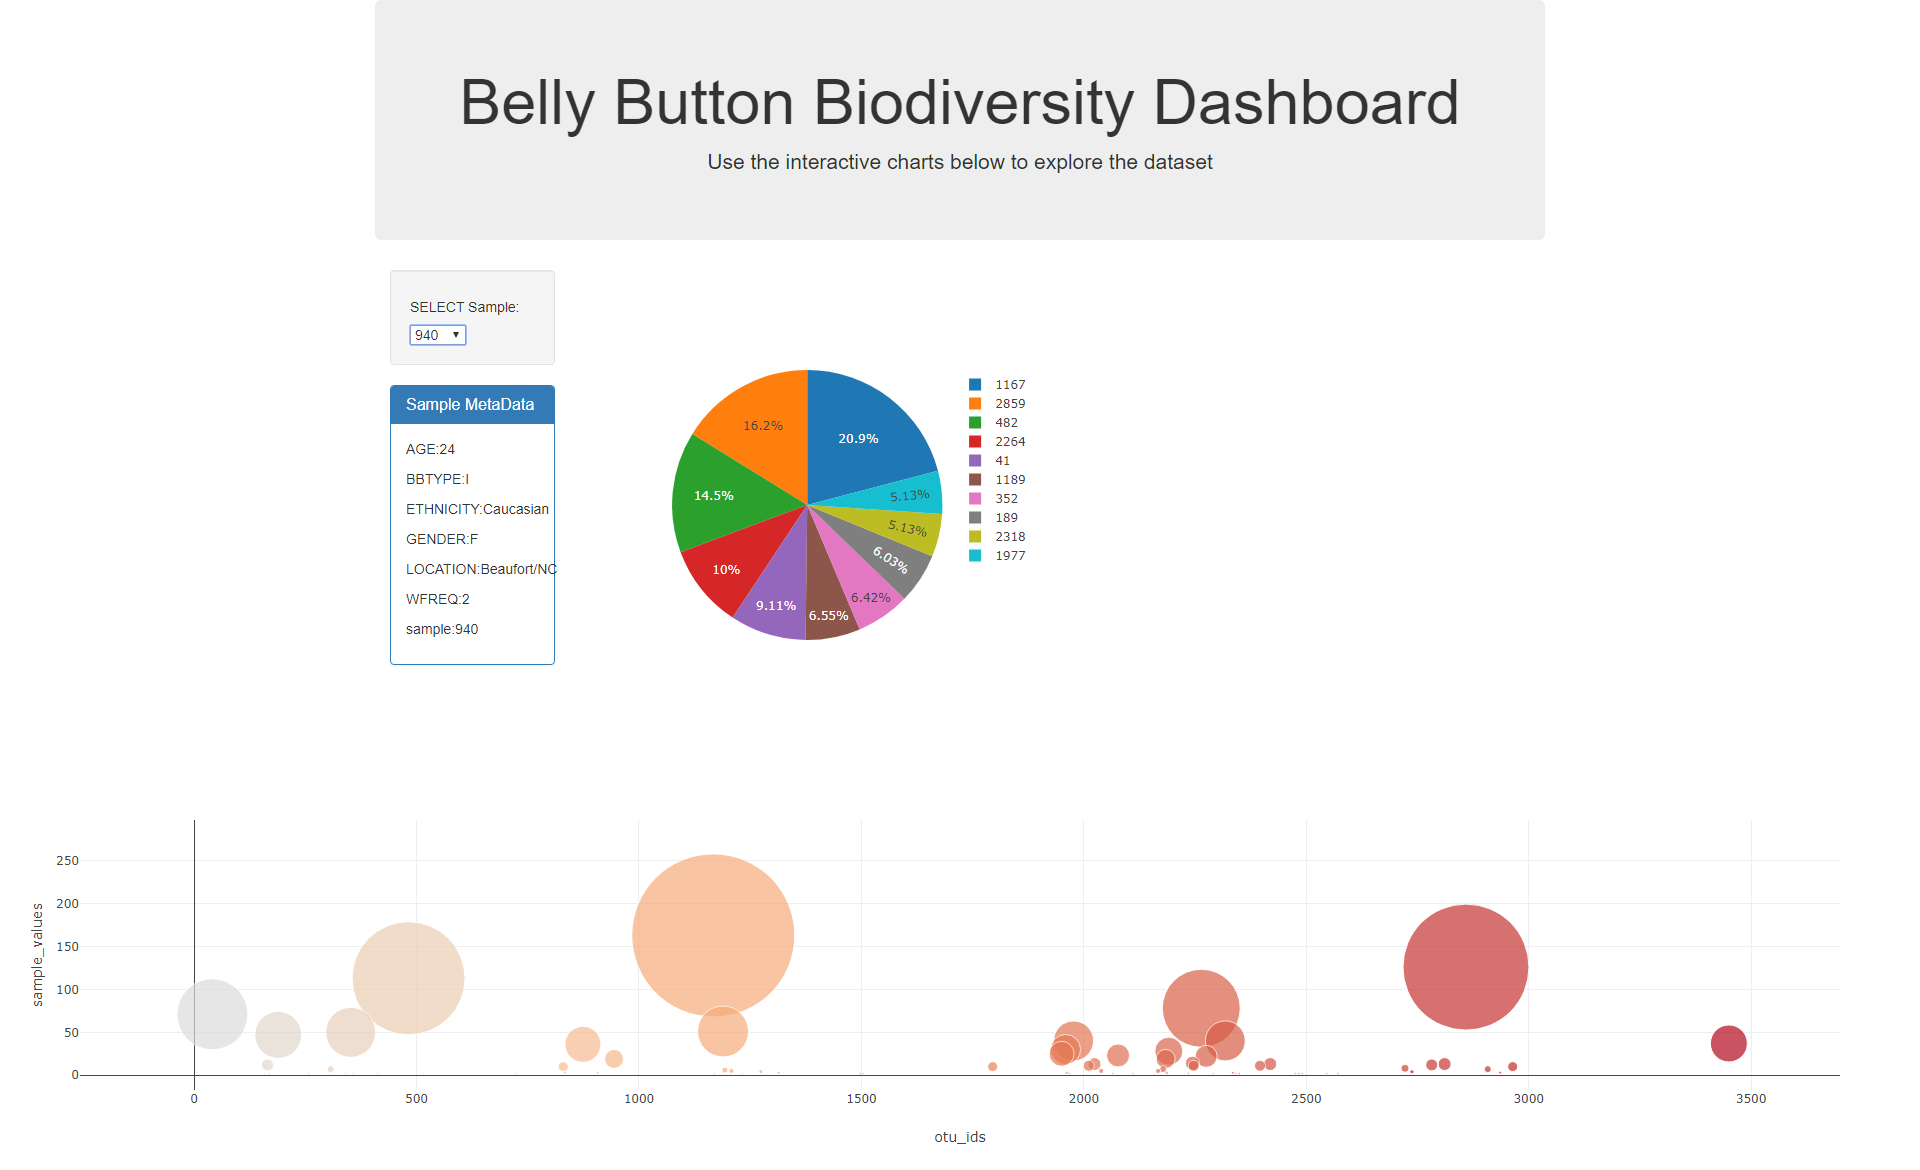 Belly Button Biodiversity Dashboard
Use the interactive charts below to explore the dataset
SELECT Sample:
940
Sample MetaData
AGE:24
BBTYPE:I
ETHNICITY:Caucasian
GENDER:F
LOCATION:Beaufort/NC
WFREQ:2
sample:940
16.2%
20.9%
14.5%
5.13%
5.13%
6.03%
10%
6.42%
9.11%
6.55%
1167
2859
482
2264
41
1189
352
189
2318
1977
sample_values
250
200
150
100
50
0
0 500 1000 1500 2000 2500 3000 3500
otu_ids